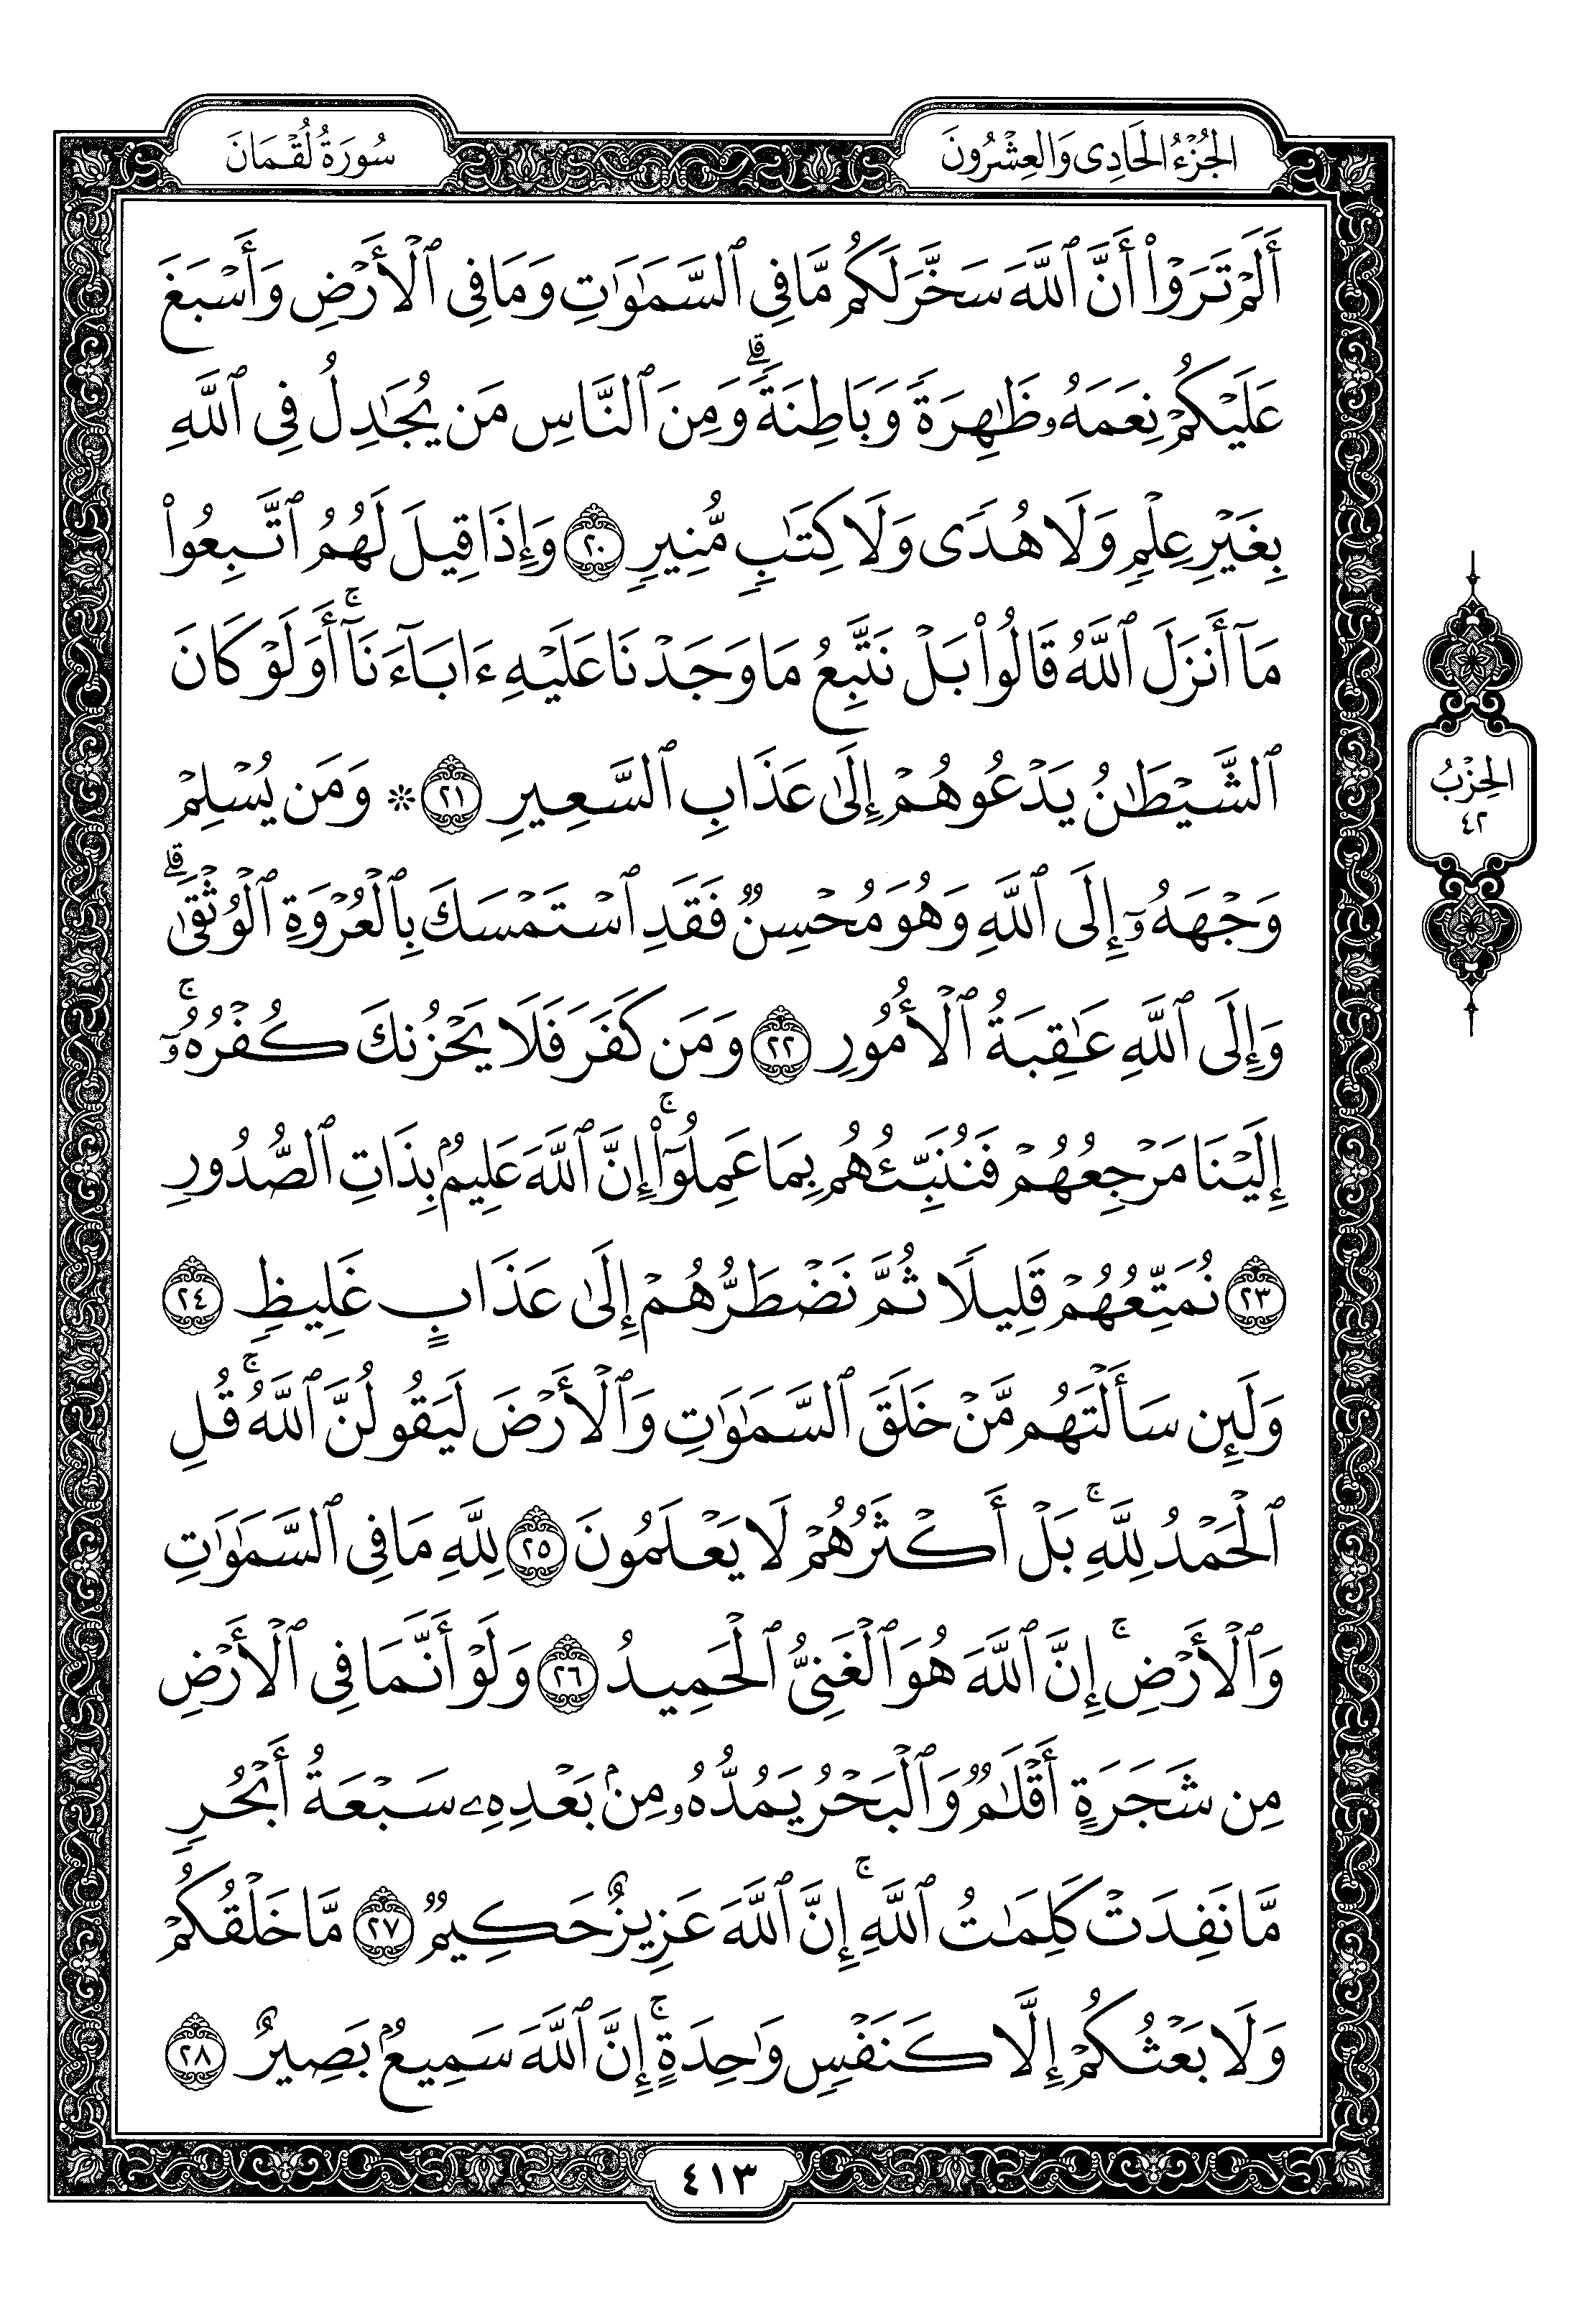 الجُزْءُ الحَادِي وَالعِشْرُونَ
سُورَةُ لُقْمَانَ
أَلَمْ تَرَوْا۟ أَنَّ ٱللَّهَ سَخَّرَ لَكُم مَّا فِى ٱلسَّمَـٰوَٰتِ وَمَا فِى ٱلْأَرْضِ وَأَسْبَغَ
عَلَيْكُمْ نِعَمَهُۥ ظَـٰهِرَةً وَبَاطِنَةً ۗ وَمِنَ ٱلنَّاسِ مَن يُجَـٰدِلُ فِى ٱللَّهِ
بِغَيْرِ عِلْمٍ وَلَا هُدًى وَلَا كِتَـٰبٍ مُّنِيرٍ ٢٠ وَإِذَا قِيلَ لَهُمُ ٱتَّبِعُوا۟
مَآ أَنزَلَ ٱللَّهُ قَالُوا۟ بَلْ نَتَّبِعُ مَا وَجَدْنَا عَلَيْهِ ءَابَآءَنَآ ۚ أَوَلَوْ كَانَ
ٱلشَّيْطَـٰنُ يَدْعُوهُمْ إِلَىٰ عَذَابِ ٱلسَّعِيرِ ٢١ * وَمَن يُسْلِمْ
وَجْهَهُۥٓ إِلَى ٱللَّهِ وَهُوَ مُحْسِنٌ فَقَدِ ٱسْتَمْسَكَ بِٱلْعُرْوَةِ ٱلْوُثْقَىٰ ۗ
وَإِلَى ٱللَّهِ عَـٰقِبَةُ ٱلْأُمُورِ ٢٢ وَمَن كَفَرَ فَلَا يَحْزُنكَ كُفْرُهُۥٓ ۚ
إِلَيْنَا مَرْجِعُهُمْ فَنُنَبِّئُهُم بِمَا عَمِلُوٓا۟ ۚ إِنَّ ٱللَّهَ عَلِيمٌۢ بِذَاتِ ٱلصُّدُورِ
٢٣ نُمَتِّعُهُمْ قَلِيلًا ثُمَّ نَضْطَرُّهُمْ إِلَىٰ عَذَابٍ غَلِيظٍ ٢٤
وَلَئِن سَأَلْتَهُم مَّنْ خَلَقَ ٱلسَّمَـٰوَٰتِ وَٱلْأَرْضَ لَيَقُولُنَّ ٱللَّهُ ۚ قُلِ
ٱلْحَمْدُ لِلَّهِ ۚ بَلْ أَكْثَرُهُمْ لَا يَعْلَمُونَ ٢٥ لِلَّهِ مَا فِى ٱلسَّمَـٰوَٰتِ
وَٱلْأَرْضِ ۚ إِنَّ ٱللَّهَ هُوَ ٱلْغَنِىُّ ٱلْحَمِيدُ ٢٦ وَلَوْ أَنَّمَا فِى ٱلْأَرْضِ
مِن شَجَرَةٍ أَقْلَـٰمٌ وَٱلْبَحْرُ يَمُدُّهُۥ مِنۢ بَعْدِهِۦ سَبْعَةُ أَبْحُرٍ
مَّا نَفِدَتْ كَلِمَـٰتُ ٱللَّهِ ۚ إِنَّ ٱللَّهَ عَزِيزٌ حَكِيمٌ ٢٧ مَّا خَلْقُكُمْ
وَلَا بَعْثُكُمْ إِلَّا كَنَفْسٍ وَٰحِدَةٍ ۚ إِنَّ ٱللَّهَ سَمِيعٌۢ بَصِيرٌ ٢٨
الحِزْبُ
٤٢
٤١٣